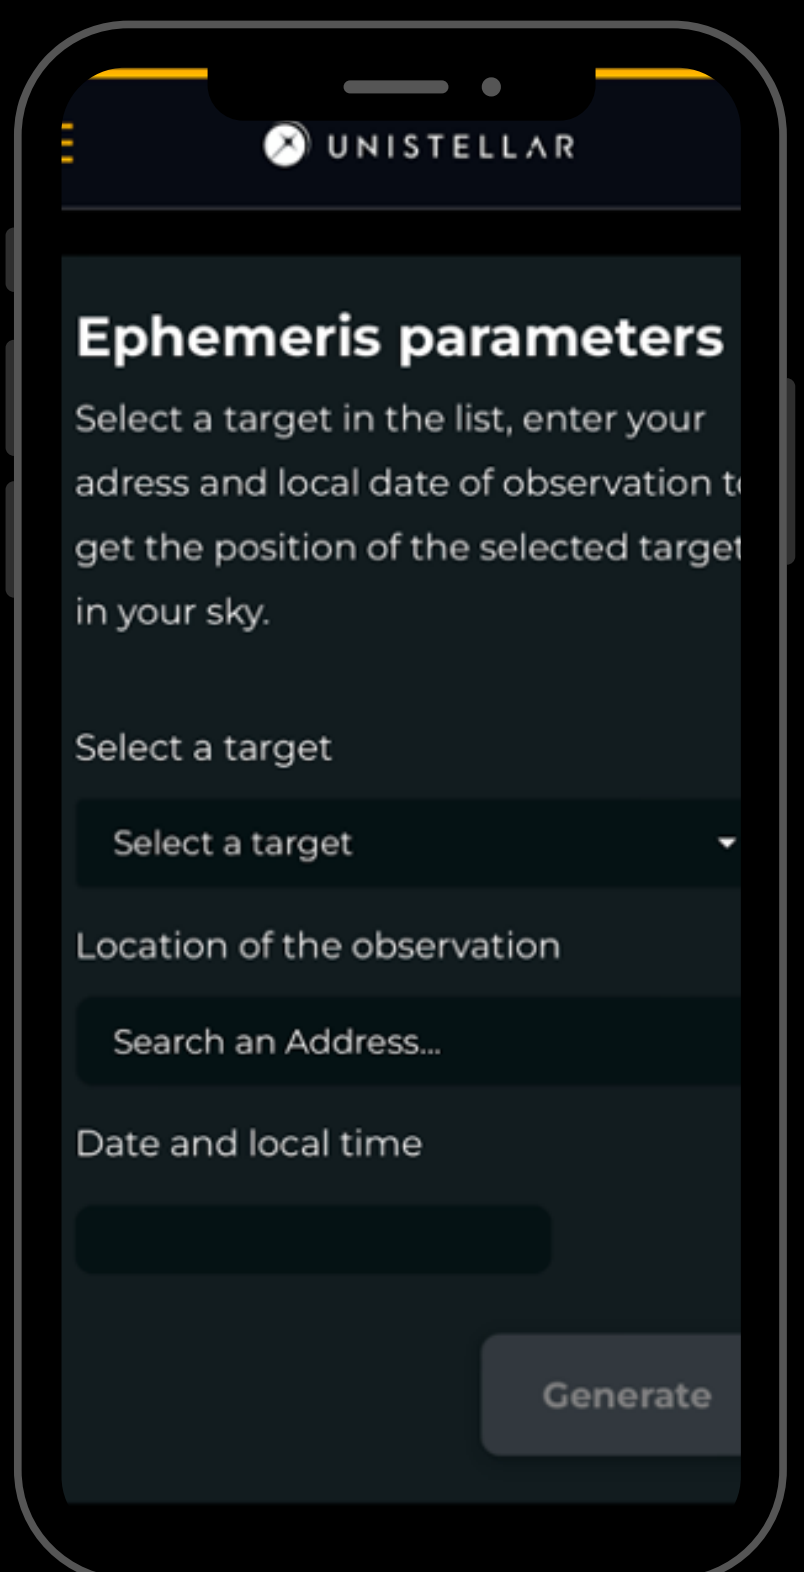 UNISTELLAR
Ephemeris parameters
Select a target in the list, enter your
adress and local date of observation to
get the position of the selected target
in your sky.
Select a target
Select a target
Location of the observation
Search an Address...
Date and local time
Generate